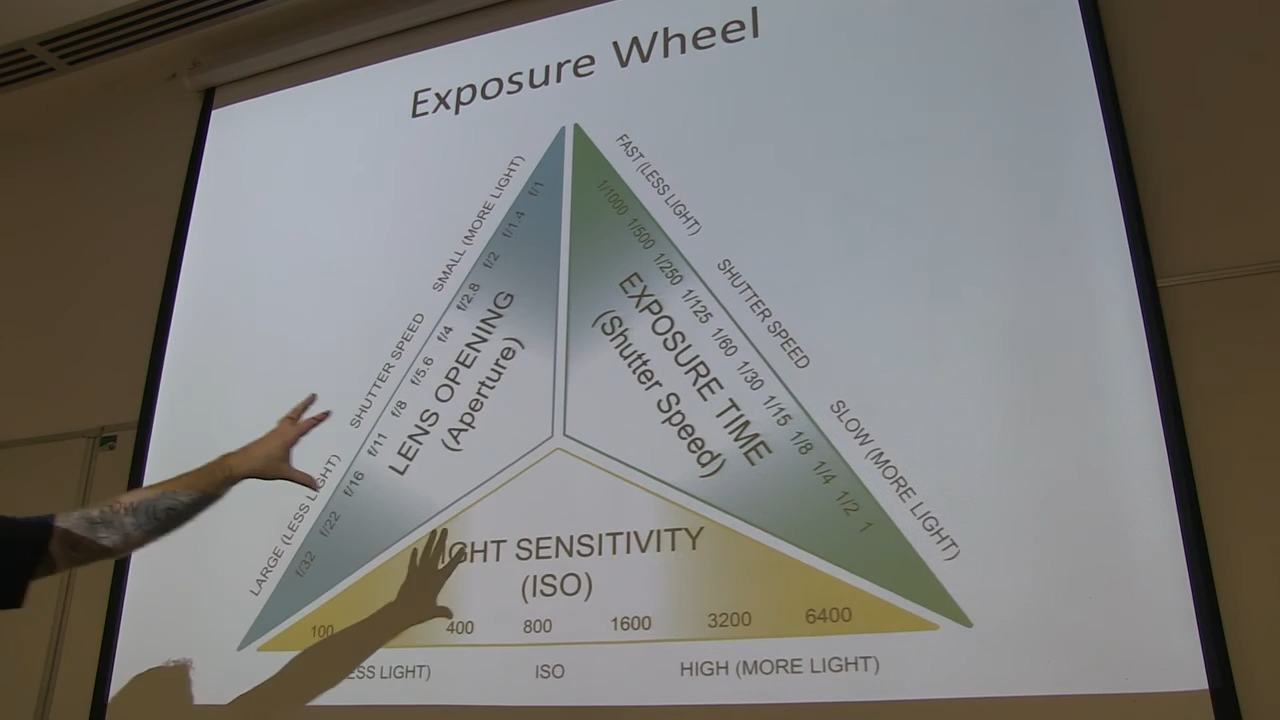 Exposure Wheel
SMALL (MORE LIGHT)
SHUTTER SPEED
LARGE (LESS LIGHT)
f/1
f/1.4
f/2
f/2.8
f/4
f/5.6
f/8
f/11
f/16
f/22
f/32
LENS OPENING
(Aperture)
FAST (LESS LIGHT)
SHUTTER SPEED
SLOW (MORE LIGHT)
1/1000
1/500
1/250
1/125
1/60
1/30
1/15
1/8
1/4
1/2
1
EXPOSURE TIME
(Shutter Speed)
SENSITIVITY
(ISO)
100 400 800 1600 3200 6400
LIGHT) ISO HIGH (MORE LIGHT)